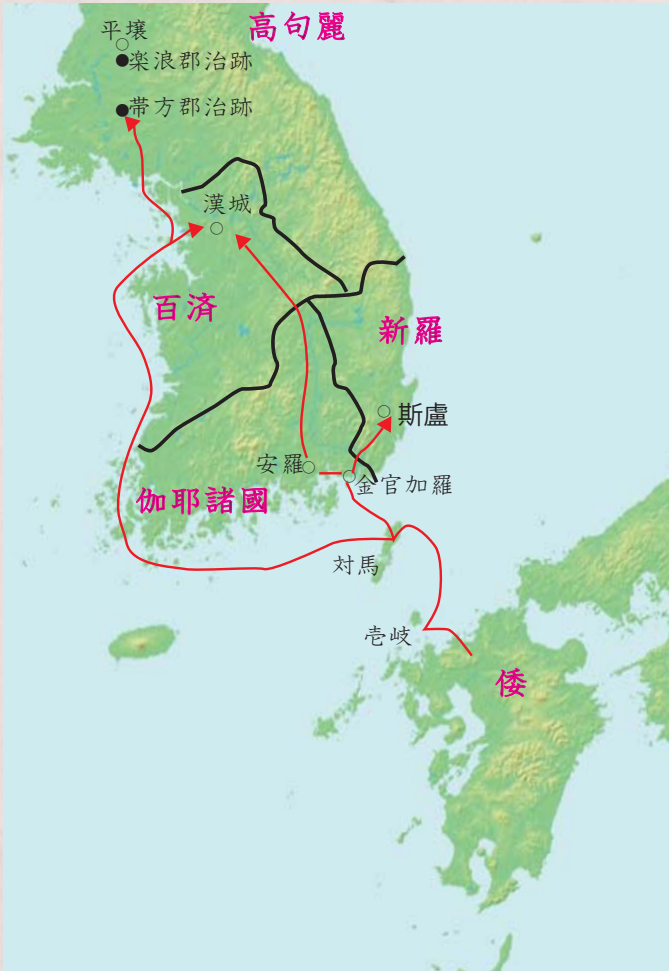 高句麗
平壌
楽浪郡治跡
帯方郡治跡
漢城
百済
新羅
斯盧
安羅
金官加羅
伽耶諸國
対馬
壱岐
倭